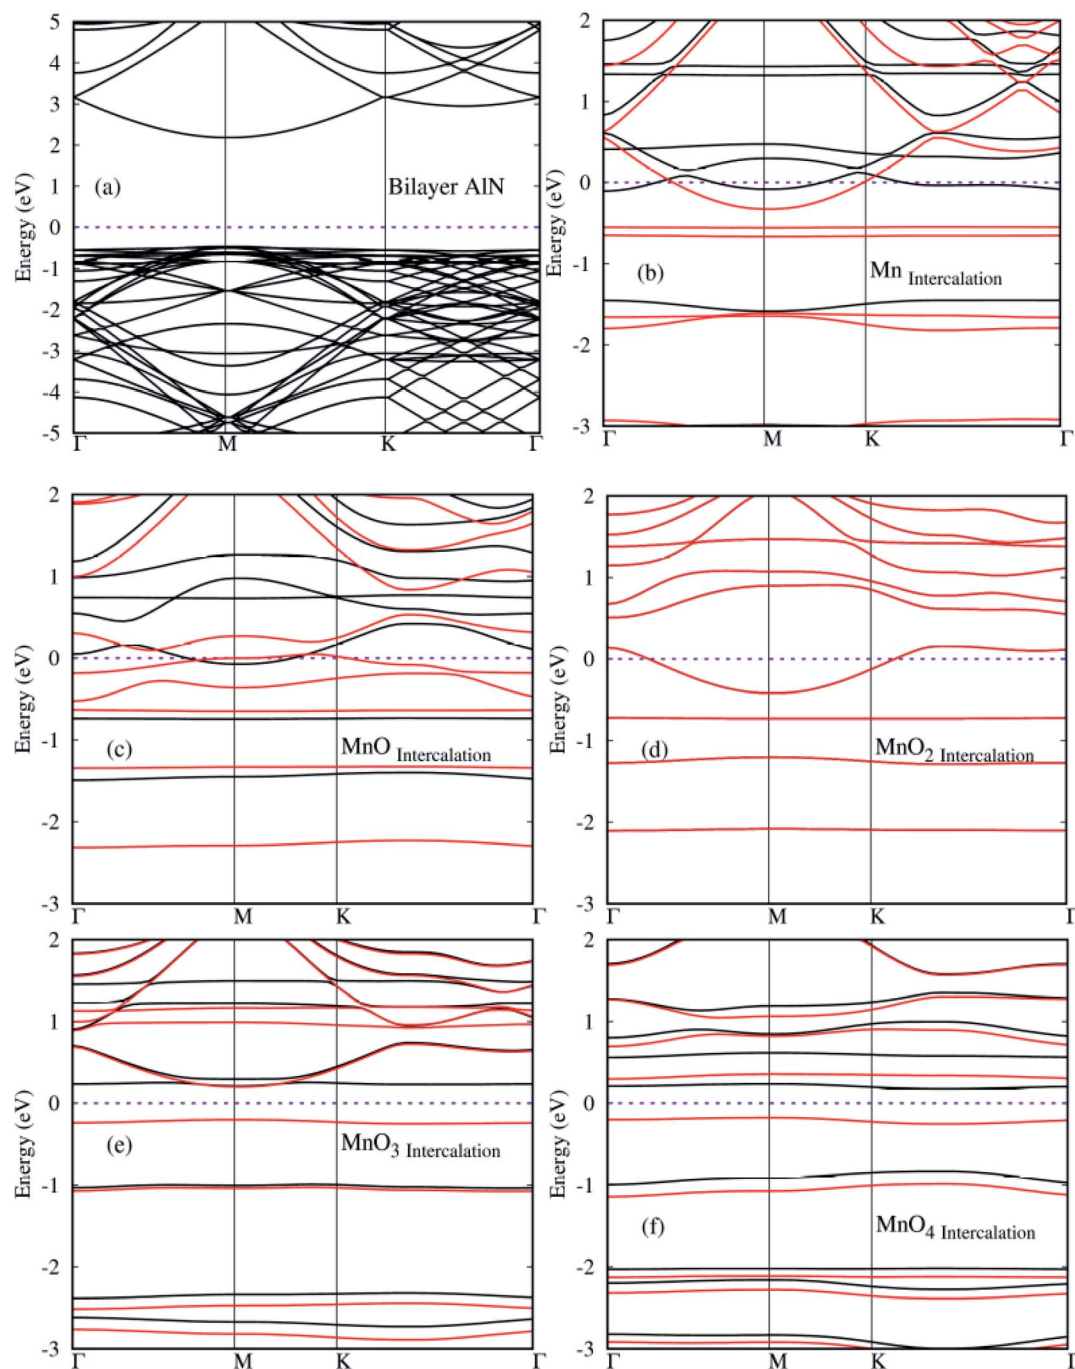 5
4
3
2
1
0
-1
-2
-3
-4
-5
Energy (eV)
(a)
Bilayer AlN
Γ M K Γ
2
1
0
-1
-2
-3
Energy (eV)
(b)
Mn Intercalation
Γ M K Γ
2
1
0
-1
-2
-3
Energy (eV)
(c)
MnO Intercalation
Γ M K Γ
2
1
0
-1
-2
-3
Energy (eV)
(d)
MnO2 Intercalation
Γ M K Γ
2
1
0
-1
-2
-3
Energy (eV)
(e)
MnO3 Intercalation
Γ M K Γ
2
1
0
-1
-2
-3
Energy (eV)
(f)
MnO4 Intercalation
Γ M K Γ